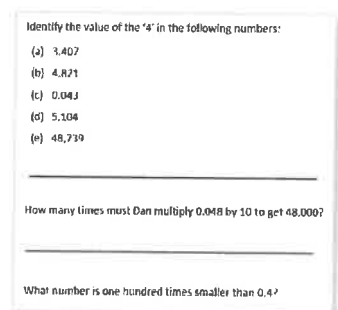 Identify the value of the '4' in the following numbers:
(a) 3.407
(b) 4.821
(c) 0.043
(d) 5.104
(e) 48,739
How many times must Dan multiply 0.048 by 10 to get 48,000?
What number is one hundred times smaller than 0.4?